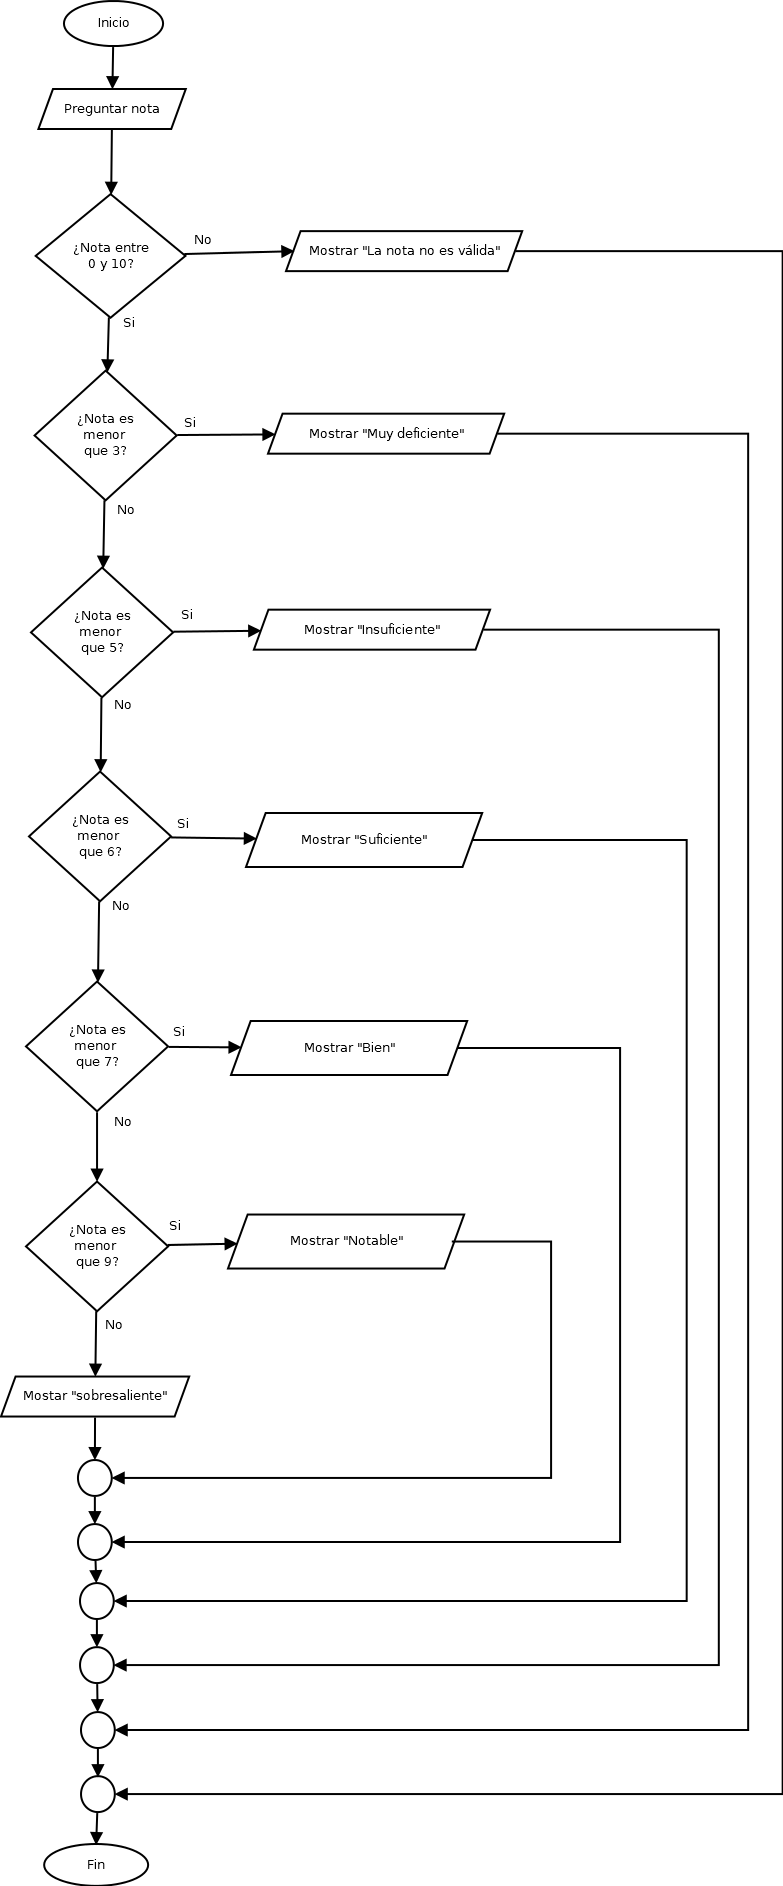 Inicio
Preguntar nota
¿Nota entre
0 y 10?
No
Mostrar "La nota no es válida"
Si
¿Nota es
menor
que 3?
Si
Mostrar "Muy deficiente"
No
¿Nota es
menor
que 5?
Si
Mostrar "Insuficiente"
No
¿Nota es
menor
que 6?
Si
Mostrar "Suficiente"
No
¿Nota es
menor
que 7?
Si
Mostrar "Bien"
No
¿Nota es
menor
que 9?
Si
Mostrar "Notable"
No
Mostar "sobresaliente"
Fin